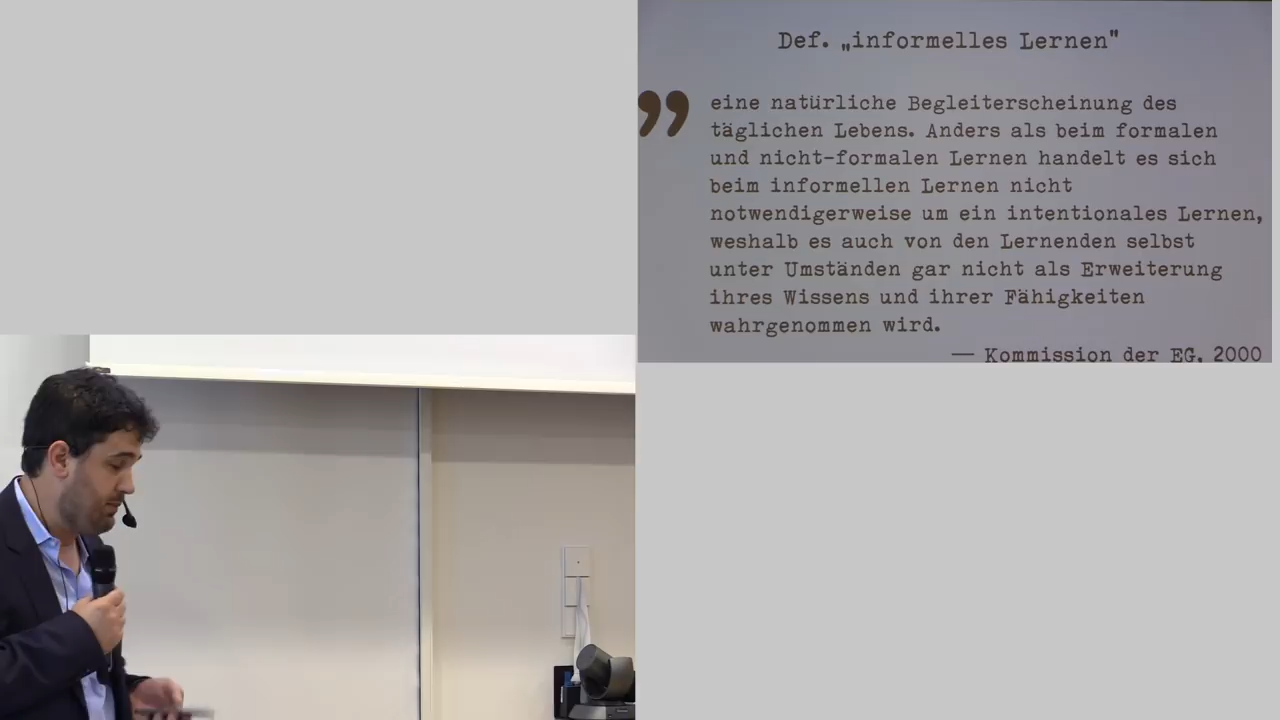 Def. „informelles Lernen"
” eine natürliche Begleiterscheinung des
täglichen Lebens. Anders als beim formalen
und nicht-formalen Lernen handelt es sich
beim informellen Lernen nicht
notwendigerweise um ein intentionales Lernen,
weshalb es auch von den Lernenden selbst
unter Umständen gar nicht als Erweiterung
ihres Wissens und ihrer Fähigkeiten
wahrgenommen wird.
— Kommission der EG, 2000